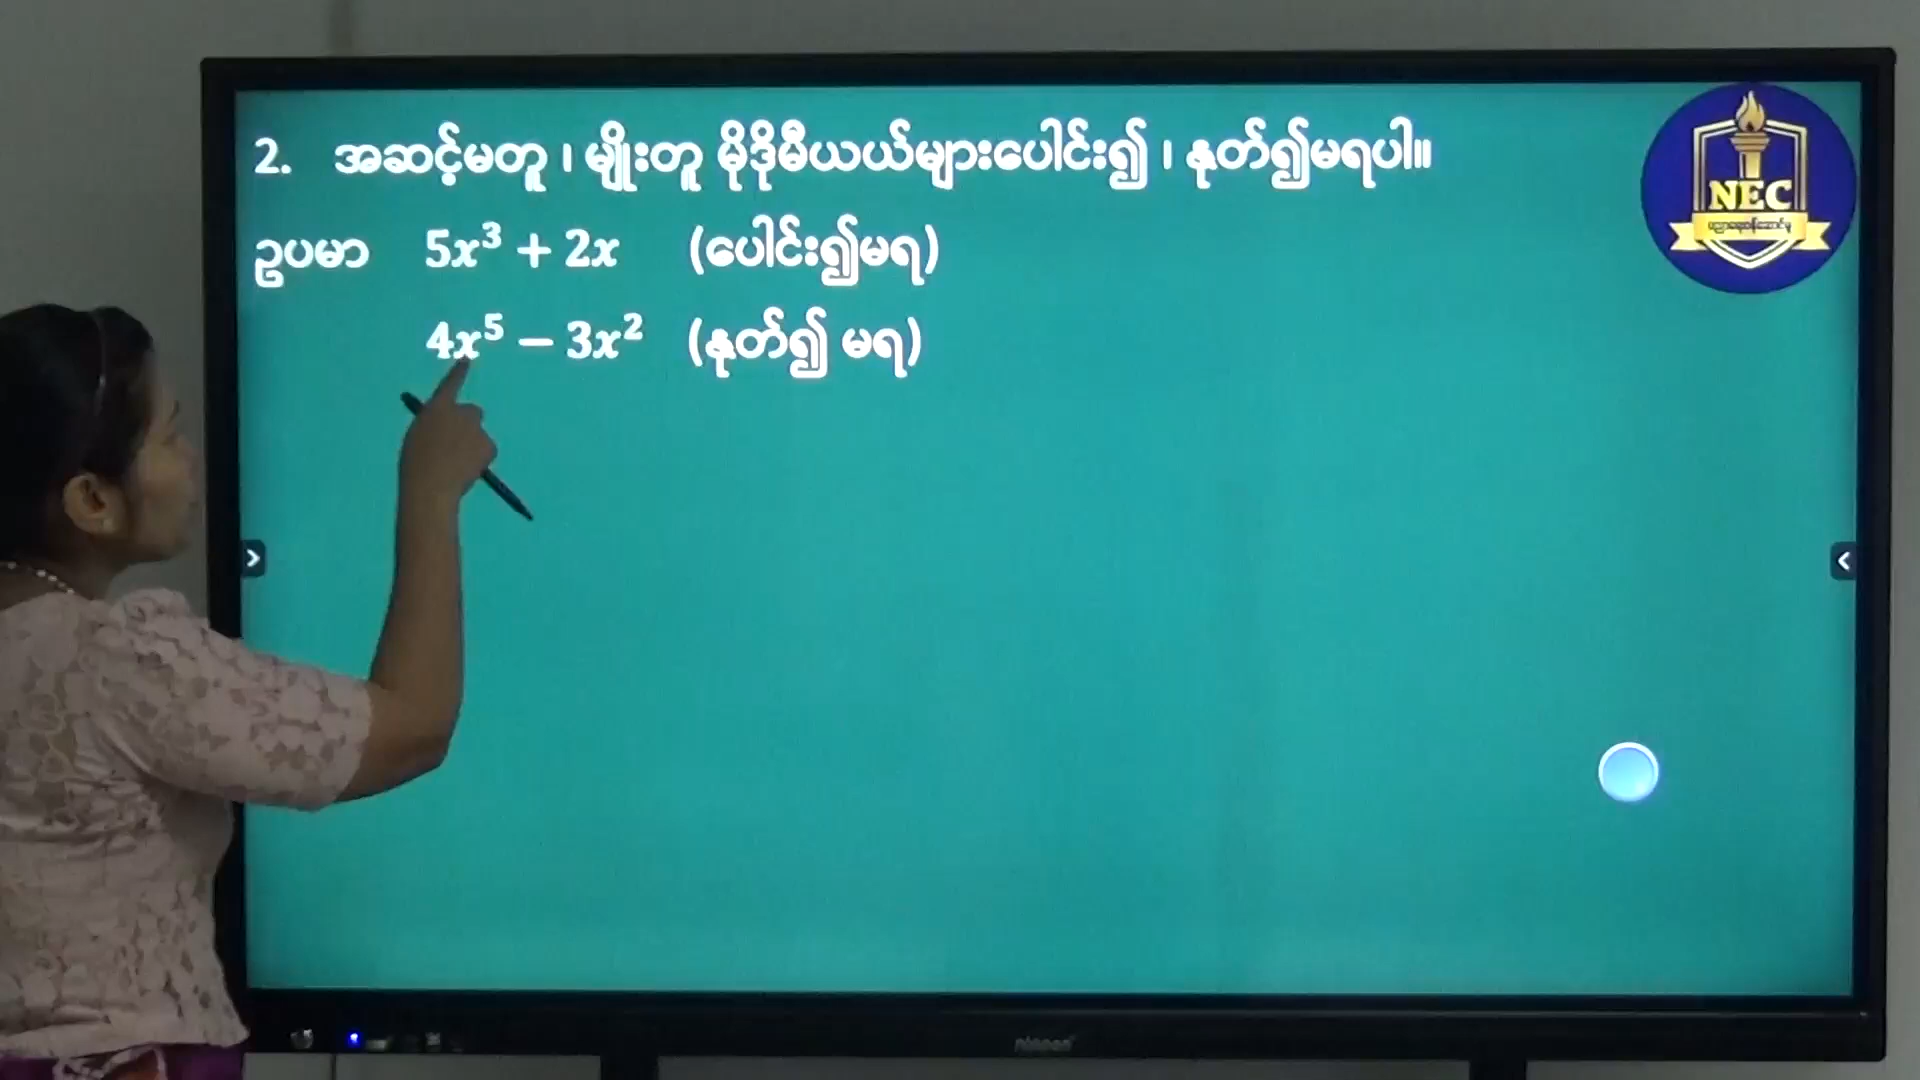 2. အဆင့်မတူ ၊ မျိုးတူ မိုဒိုမီယယ်များပေါင်း၍ ၊ နုတ်၍မရပါ။
ဥပမာ 5x³ + 2x (ပေါင်း၍မရ)
4x⁵ − 3x² (နုတ်၍ မရ)
NEC